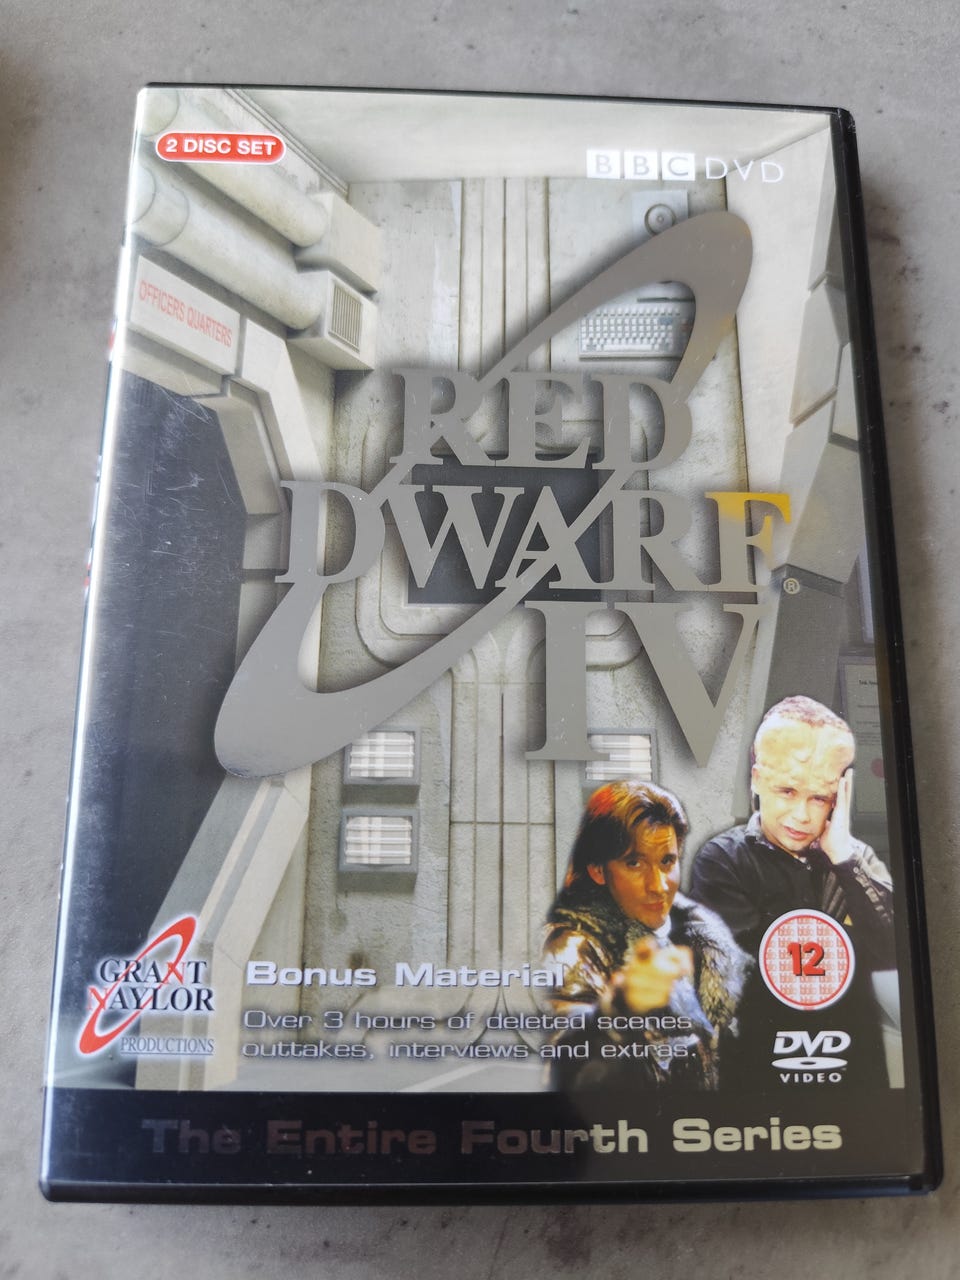 2 DISC SET
BBC DVD
OFFICERS QUARTERS
RED
DWARF
®
IV
12
GRANT
NAYLOR
PRODUCTIONS
Bonus Material
Over 3 hours of deleted scenes
outtakes, interviews and extras.
DVD
VIDEO™
The Entire Fourth Series